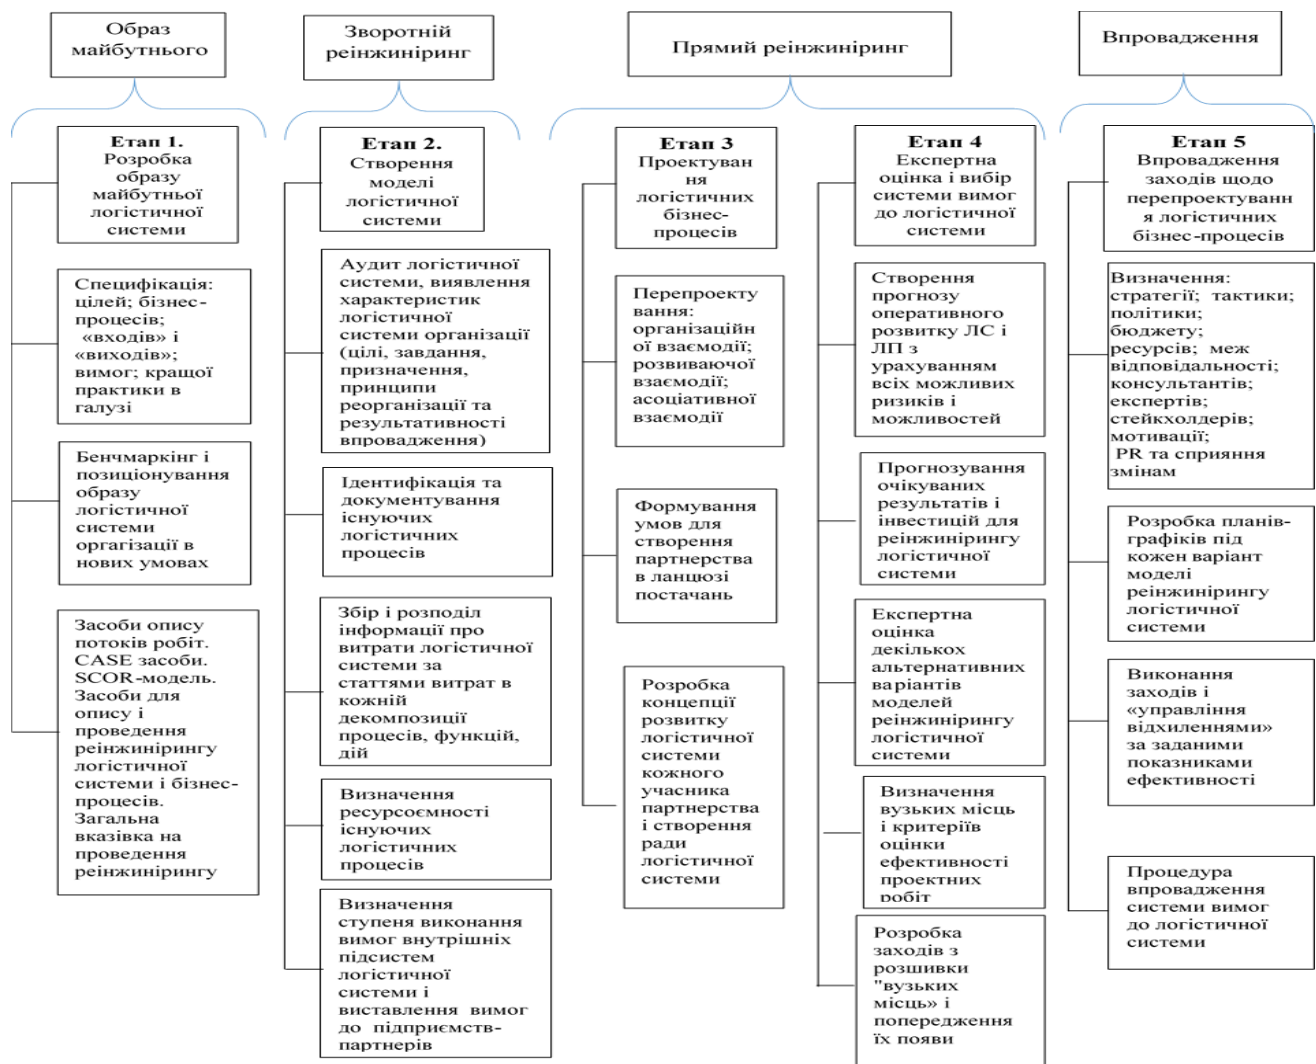 Образ
майбутнього
Зворотній
реінжиніринг
Прямий реінжиніринг
Впровадження
Етап 1.
Розробка
образу
майбутньої
логістичної
системи
Специфікація:
цілей; бізнес-
процесів;
«входів» і
«виходів»;
вимог; кращої
практики в
галузі
Бенчмаркінг і
позиціонування
образу
логістичної
системи
оргагізації в
нових умовах
Засоби опису
потоків робіт.
CASE засоби.
SCOR-модель.
Засоби для
опису і
проведення
реінжинірингу
логістичної
системи і бізнес-
процесів.
Загальна
вказівка на
проведення
реінжинірингу
Етап 2.
Створення
моделі
логістичної
системи
Аудит логістичної
системи, виявлення
характеристик
логістичної
системи організації
(цілі, завдання,
призначення,
принципи
реорганізації та
результативності
впровадження)
Ідентифікація та
документування
існуючих
логістичних
процесів
Збір і розподіл
інформації про
витрати логістичної
системи за
статтями витрат в
кожній
декомпозиції
процесів, функцій,
дій
Визначення
ресурсоємності
існуючих
логістичних
процесів
Визначення
ступеня виконання
вимог внутрішніх
підсистем
логістичної
системи і
виставлення вимог
до підприємств-
партнерів
Етап 3
Проектуван
ня
логістичних
бізнес-
процесів
Перепроекту
вання:
організаційн
ої взаємодії;
розвиваючої
взаємодії;
асоціативної
взаємодії
Формування
умов для
створення
партнерства
в ланцюзі
постачань
Розробка
концепції
розвитку
логістичної
системи
кожного
учасника
партнерства
і створення
ради
логістичної
системи
Етап 4
Експертна
оцінка і вибір
системи вимог
до логістичної
системи
Створення
прогнозу
оперативного
розвитку ЛС і
ЛП з
урахуванням
всіх можливих
ризиків і
можливостей
Прогнозування
очікуваних
результатів і
інвестицій для
реінжинірингу
логістичної
системи
Експертна
оцінка
декількох
альтернативних
варіантів
моделей
реінжинірингу
логістичної
системи
Визначення
вузьких місць
і критеріїв
оцінки
ефективності
проектних
робіт
Розробка
заходів з
розшивки
"вузьких
місць» і
попередження
їх появи
Етап 5
Впровадження
заходів щодо
перепроектуванн
я логістичних
бізнес-процесів
Визначення:
стратегії; тактики;
політики;
бюджету;
ресурсів; меж
відповідальності;
консультантів;
експертів;
стейкхолдерів;
мотивації;
PR та сприяння
змінам
Розробка планів-
графіків під
кожен варіант
моделі
реінжинірингу
логістичної
системи
Виконання
заходів і
«управління
відхиленнями»
за заданими
показниками
ефективності
Процедура
впровадження
системи вимог
до логістичної
системи